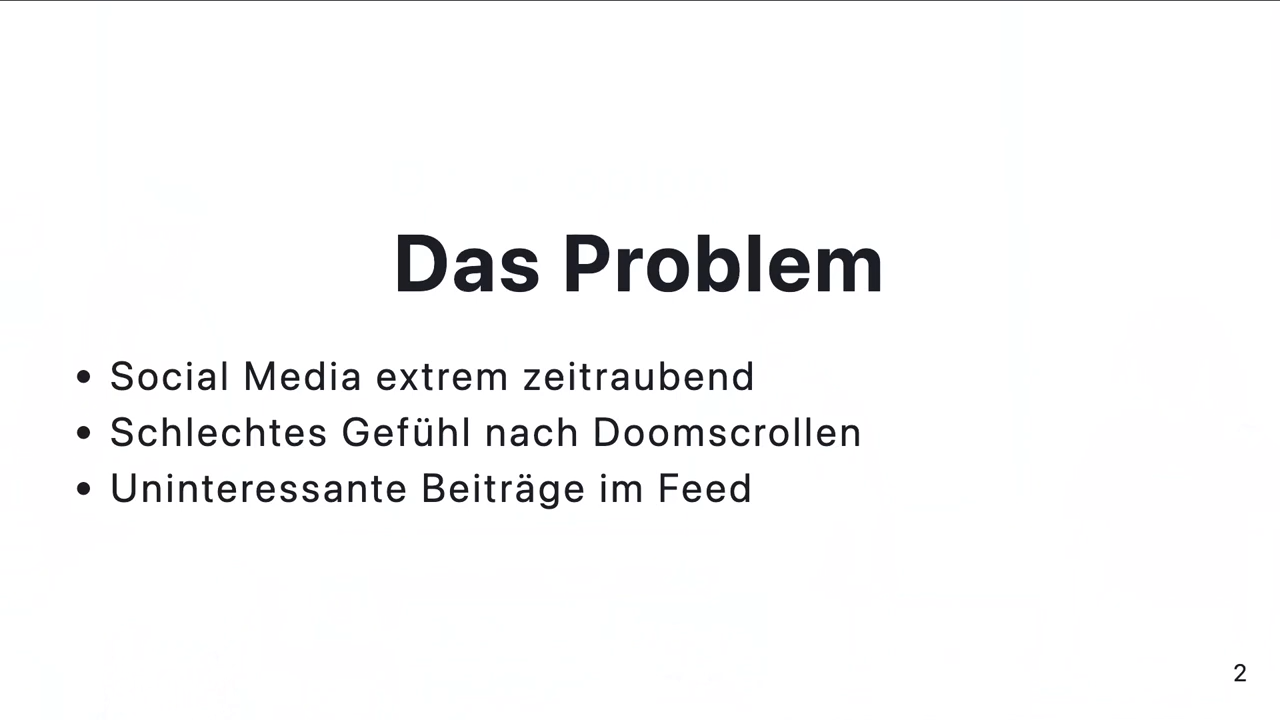 Das Problem
• Social Media extrem zeitraubend
• Schlechtes Gefühl nach Doomscrollen
• Uninteressante Beiträge im Feed
2